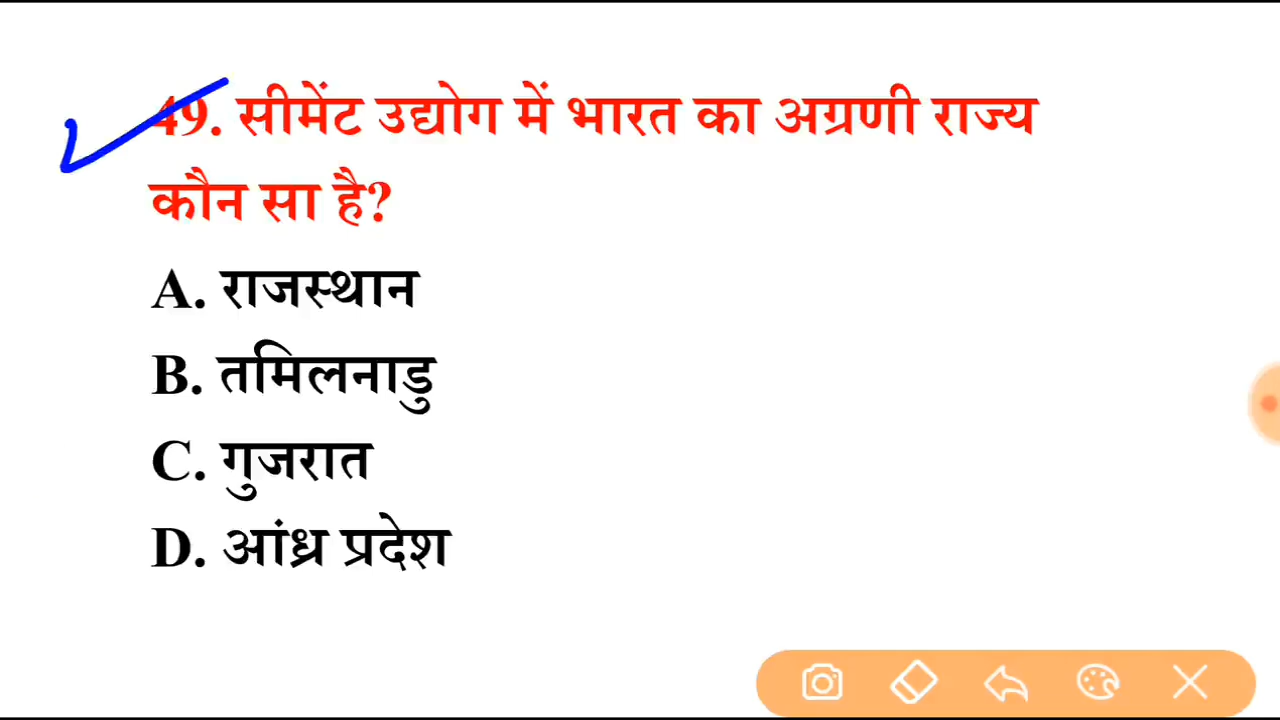 49. सीमेंट उद्योग में भारत का अग्रणी राज्य
कौन सा है?
A. राजस्थान
B. तमिलनाडु
C. गुजरात
D. आंध्र प्रदेश